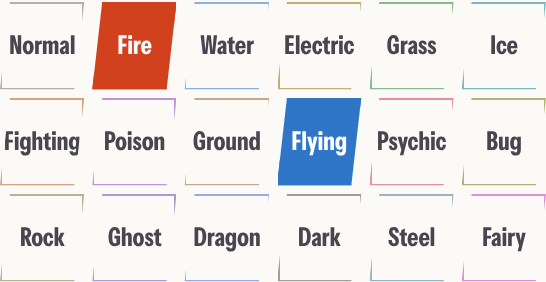 Normal Fire Water Electric Grass Ice
Fighting Poison Ground Flying Psychic Bug
Rock Ghost Dragon Dark Steel Fairy